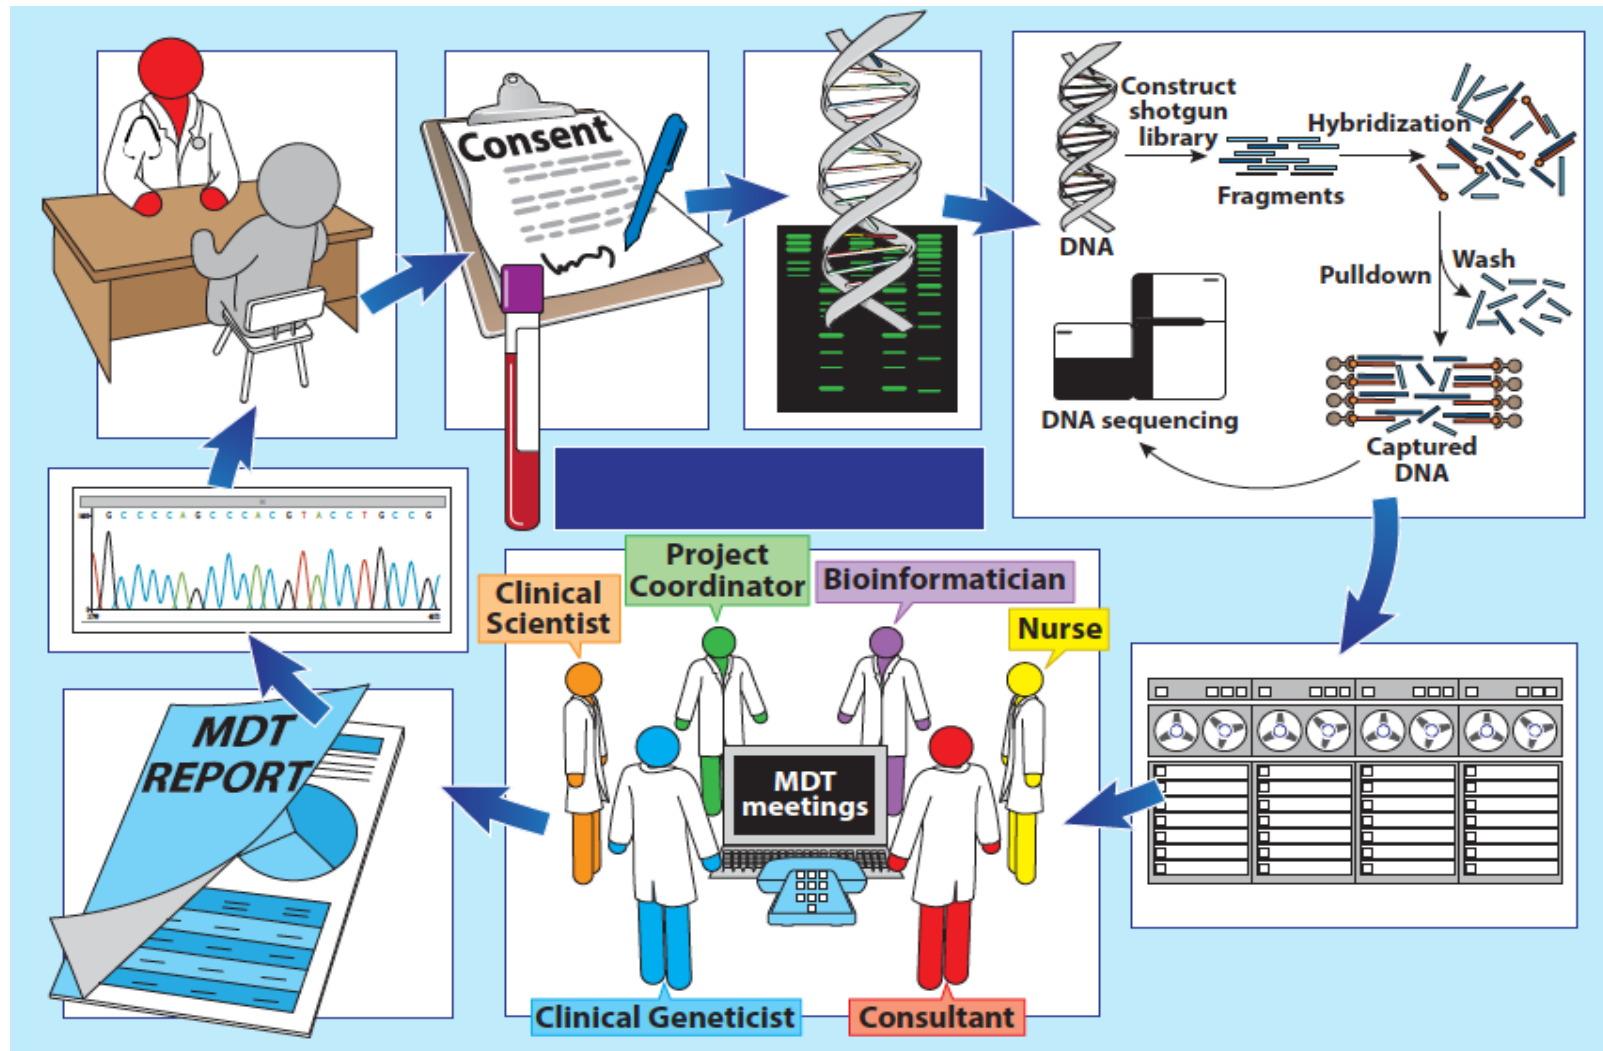 Consent
Construct
shotgun
library
Hybridization
Fragments
DNA
Pulldown
Wash
DNA sequencing
Captured
DNA
G C C C C A G C C C A C G T A C C T G C C G
Project
Coordinator
Bioinformatician
Clinical
Scientist
Nurse
MDT
meetings
MDT
REPORT
Clinical Geneticist
Consultant